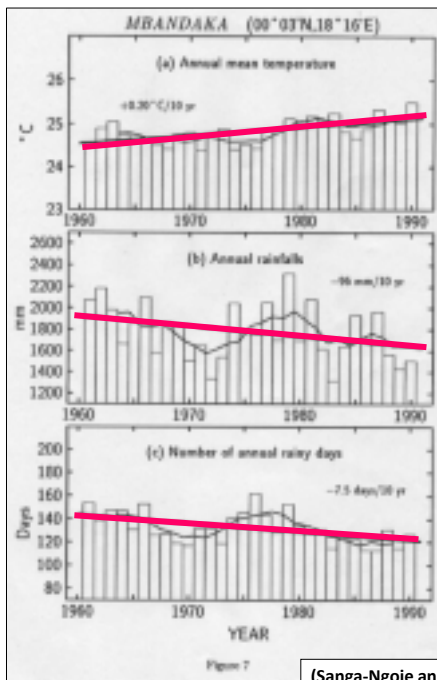 MBANDAKA (00°03'N,18°16'E)
(a) Annual mean temperature
+0.20°C/10 yr
°C
26
25
24
23
1960 1970 1980 1990
(b) Annual rainfalls
-96 mm/10 yr
mm
2600
2400
2200
2000
1800
1600
1400
1200
1960 1970 1980 1990
(c) Number of annual rainy days
-7.5 days/10 yr
Days
200
180
160
140
120
100
80
1960 1970 1980 1990
YEAR
Figure 7
(Sanga-Ngoie an